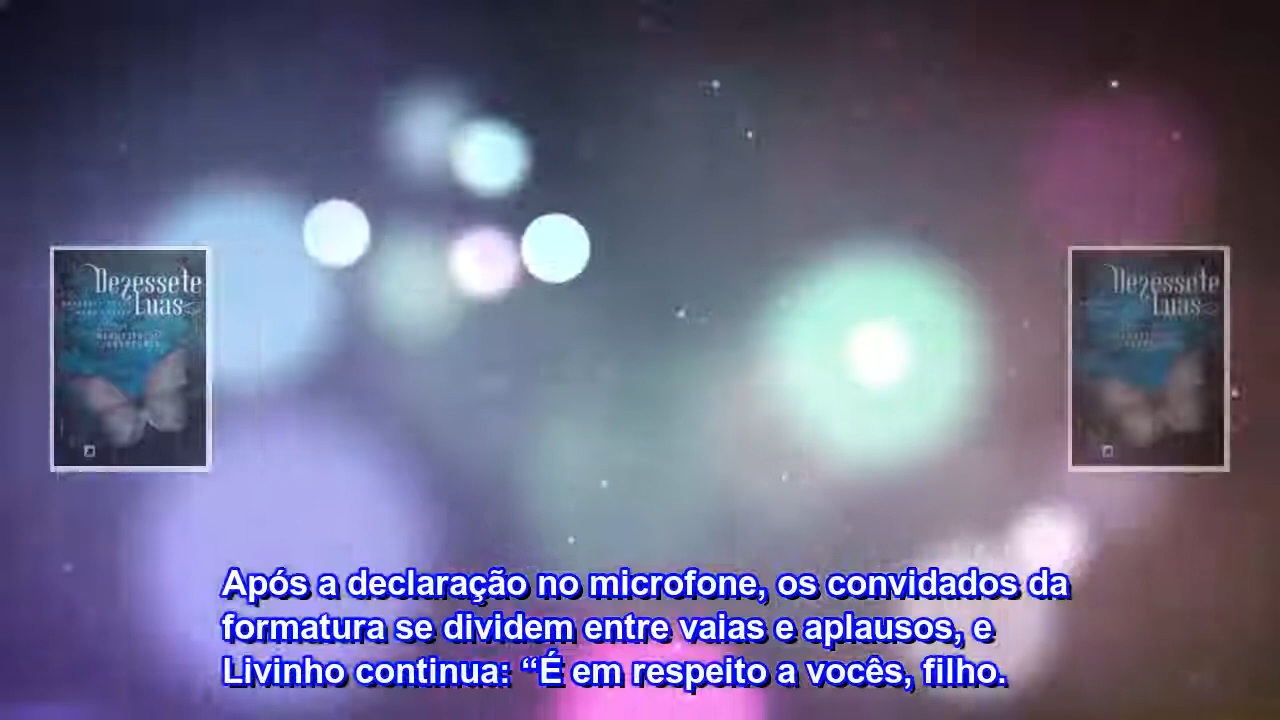 Dezessete
Luas
Dezessete
Luas
Após a declaração no microfone, os convidados da
formatura se dividem entre vaias e aplausos, e
Livinho continua: “É em respeito a vocês, filho.